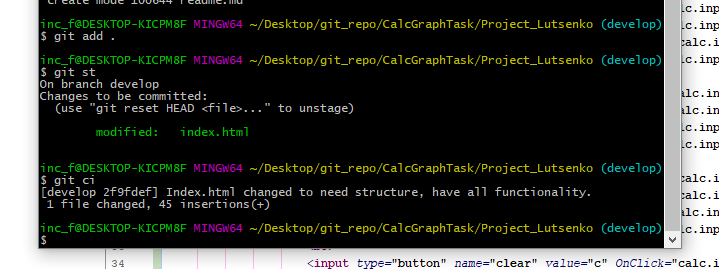 create mode 100644 readme.md
inc_f@DESKTOP-KICPM8F MINGW64 ~/Desktop/git_repo/CalcGraphTask/Project_Lutsenko (develop)
$ git add .
inc_f@DESKTOP-KICPM8F MINGW64 ~/Desktop/git_repo/CalcGraphTask/Project_Lutsenko (develop)
$ git st
On branch develop
Changes to be committed:
(use "git reset HEAD <file>..." to unstage)
modified: index.html
inc_f@DESKTOP-KICPM8F MINGW64 ~/Desktop/git_repo/CalcGraphTask/Project_Lutsenko (develop)
$ git ci
[develop 2f9fdef] Index.html changed to need structure, have all functionality.
1 file changed, 45 insertions(+)
inc_f@DESKTOP-KICPM8F MINGW64 ~/Desktop/git_repo/CalcGraphTask/Project_Lutsenko (develop)
$
34 <input type="button" name="clear" value="c" OnClick="calc.i